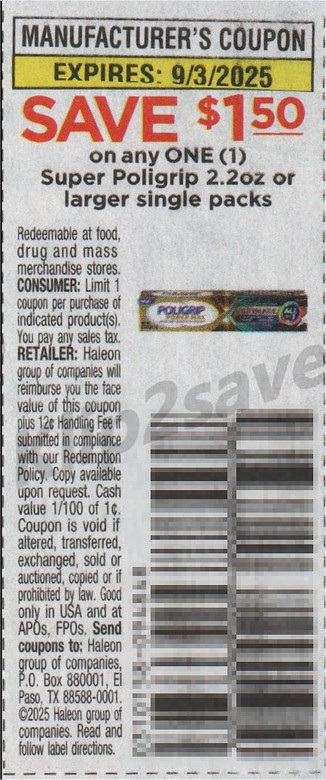 MANUFACTURER'S COUPON
EXPIRES: 9/3/2025
SAVE $1.50
on any ONE (1)
Super Poligrip 2.2oz or
larger single packs
Redeemable at food,
drug and mass
merchandise stores.
CONSUMER: Limit 1
coupon per purchase of
indicated product(s).
You pay any sales tax.
RETAILER: Haleon
group of companies will
reimburse you the face
value of this coupon
plus 12¢ Handling Fee if
submitted in compliance
with our Redemption
Policy. Copy available
upon request. Cash
value 1/100 of 1¢.
Coupon is void if
altered, transferred,
exchanged, sold or
auctioned, copied or if
prohibited by law. Good
only in USA and at
APOs, FPOs. Send
coupons to: Haleon
group of companies,
P.O. Box 880001, El
Paso, TX 88588-0001.
©2025 Haleon group of
companies. Read and
follow label directions.
POLIGRIP
POWER MAX
ALL
2save